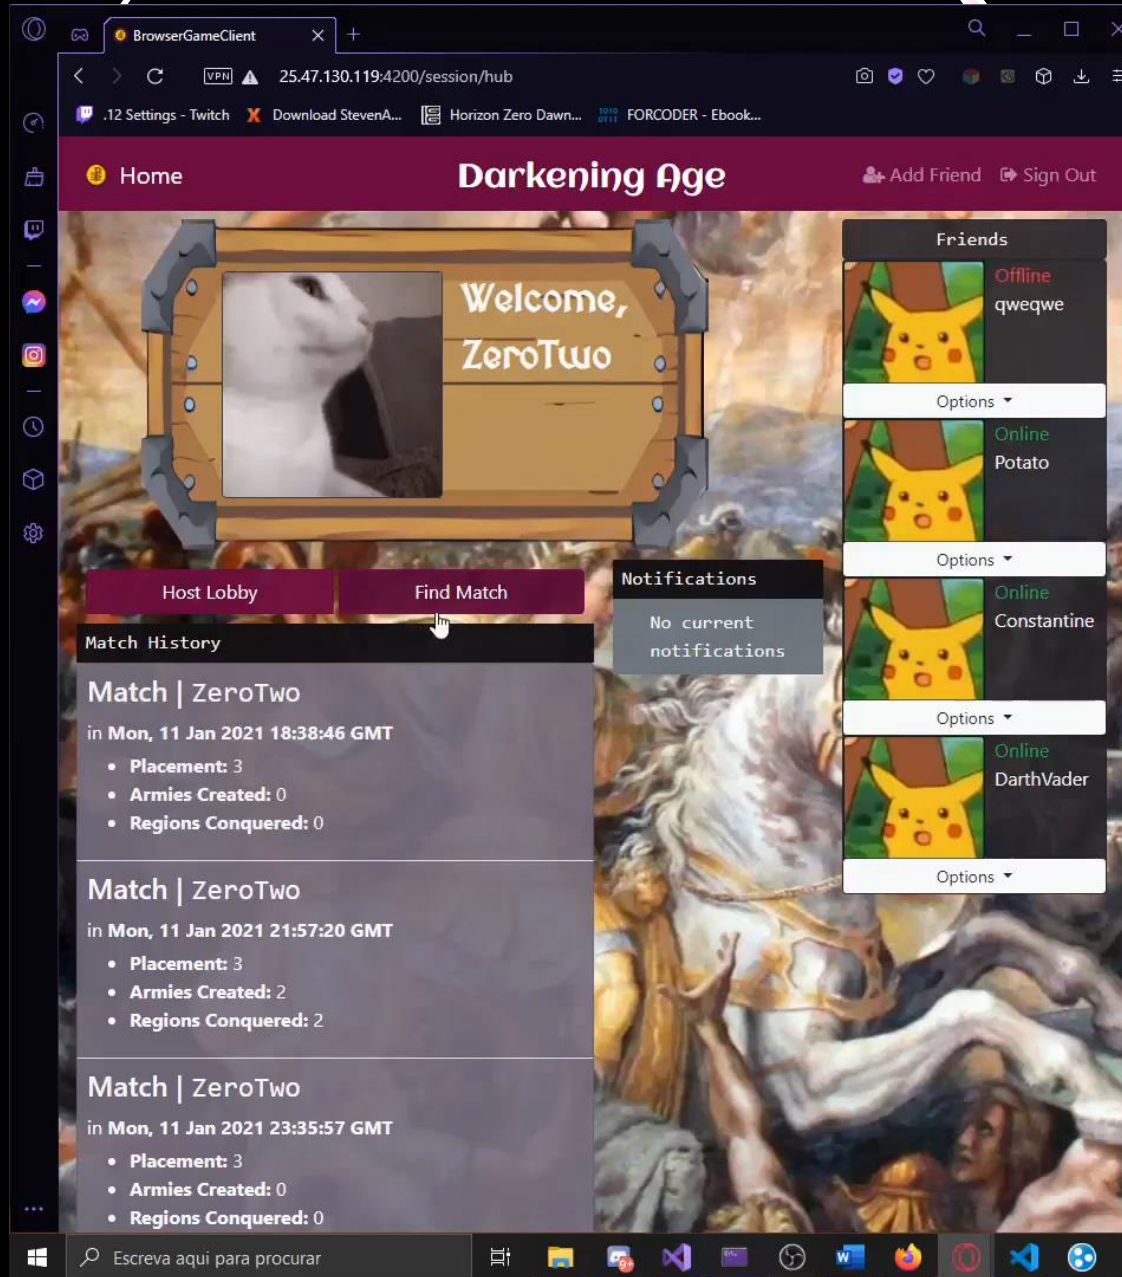 BrowserGameClient
VPN 25.47.130.119:4200/session/hub
.12 Settings - Twitch Download StevenA... Horizon Zero Dawn... FORCODER - Ebook...
Home Darkening Age Add Friend Sign Out
Welcome,
ZeroTwo
Friends
Offline
qweqwe
Options
Online
Potato
Options
Online
Constantine
Options
Online
DarthVader
Options
Host Lobby Find Match
Notifications
No current
notifications
Match History
Match | ZeroTwo
in Mon, 11 Jan 2021 18:38:46 GMT
• Placement: 3
• Armies Created: 0
• Regions Conquered: 0
Match | ZeroTwo
in Mon, 11 Jan 2021 21:57:20 GMT
• Placement: 3
• Armies Created: 2
• Regions Conquered: 2
Match | ZeroTwo
in Mon, 11 Jan 2021 23:35:57 GMT
• Placement: 3
• Armies Created: 0
• Regions Conquered: 0
Escreva aqui para procurar